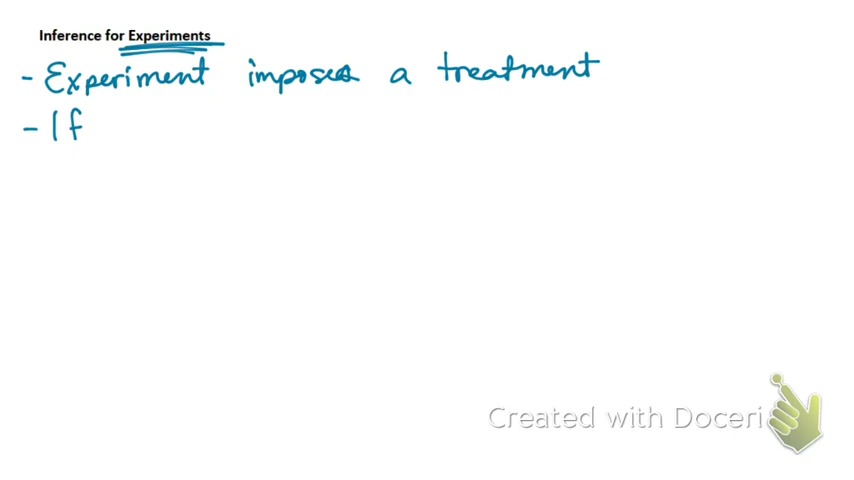 Inference for Experiments
- Experiment imposes a treatment
- If
Created with Doceri